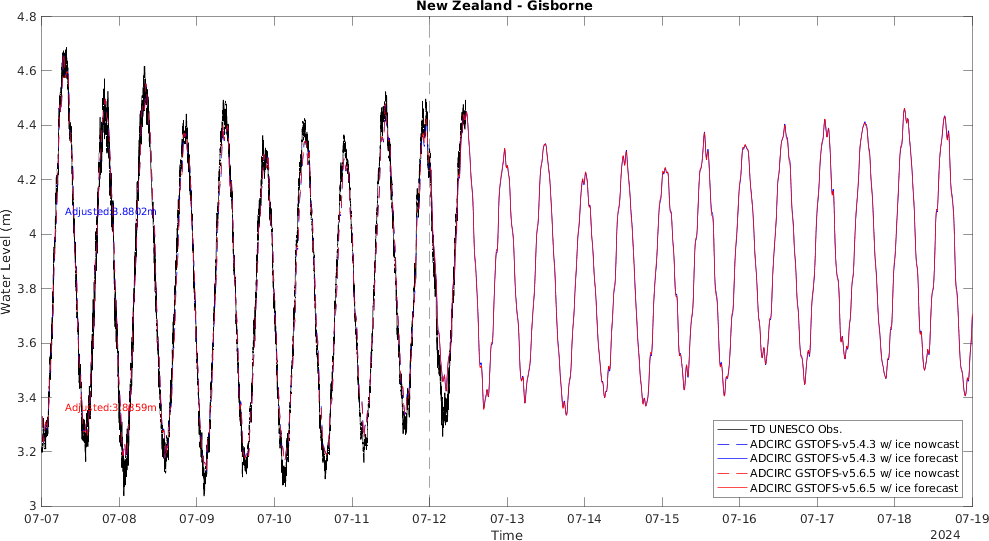 New Zealand - Gisborne
4.8
4.6
4.4
4.2
4
3.8
3.6
3.4
3.2
3
Water Level (m)
Adjusted:3.8802m
Adjusted:3.8359m
TD UNESCO Obs.
ADCIRC GSTOFS-v5.4.3 w/ ice nowcast
ADCIRC GSTOFS-v5.4.3 w/ ice forecast
ADCIRC GSTOFS-v5.6.5 w/ ice nowcast
ADCIRC GSTOFS-v5.6.5 w/ ice forecast
07-07 07-08 07-09 07-10 07-11 07-12 07-13 07-14 07-15 07-16 07-17 07-18 07-19
Time
2024